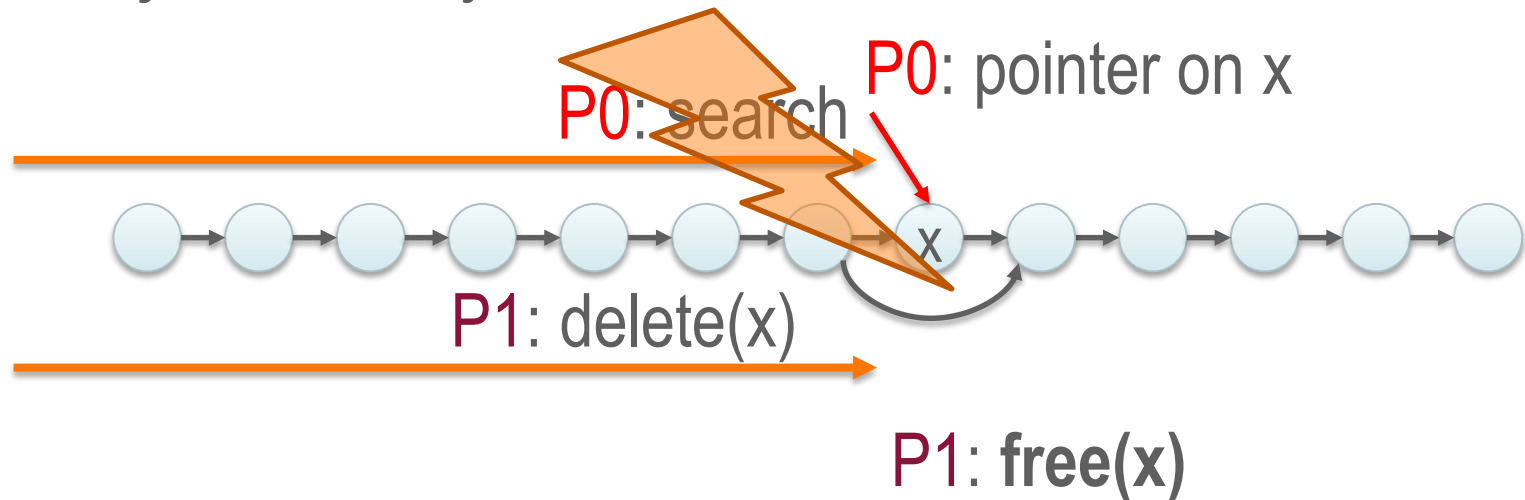 P0: pointer on x
P0: search
x
P1: delete(x)
P1: free(x)